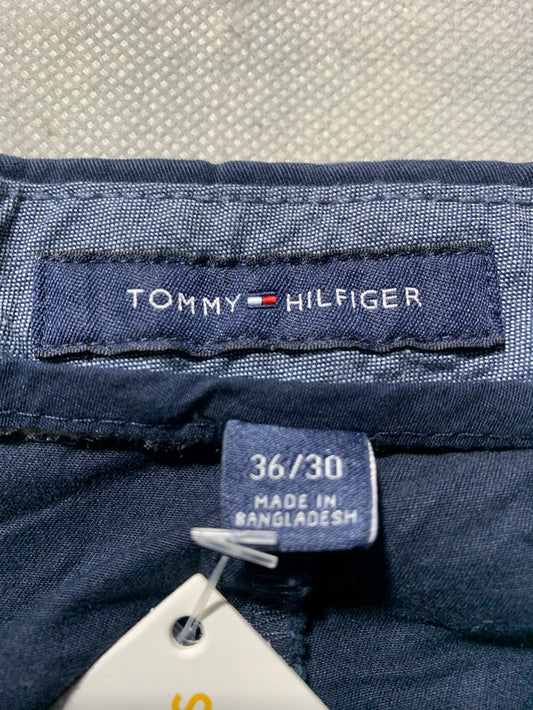 TOMMY HILFIGER
36/30
MADE IN
BANGLADESH
S